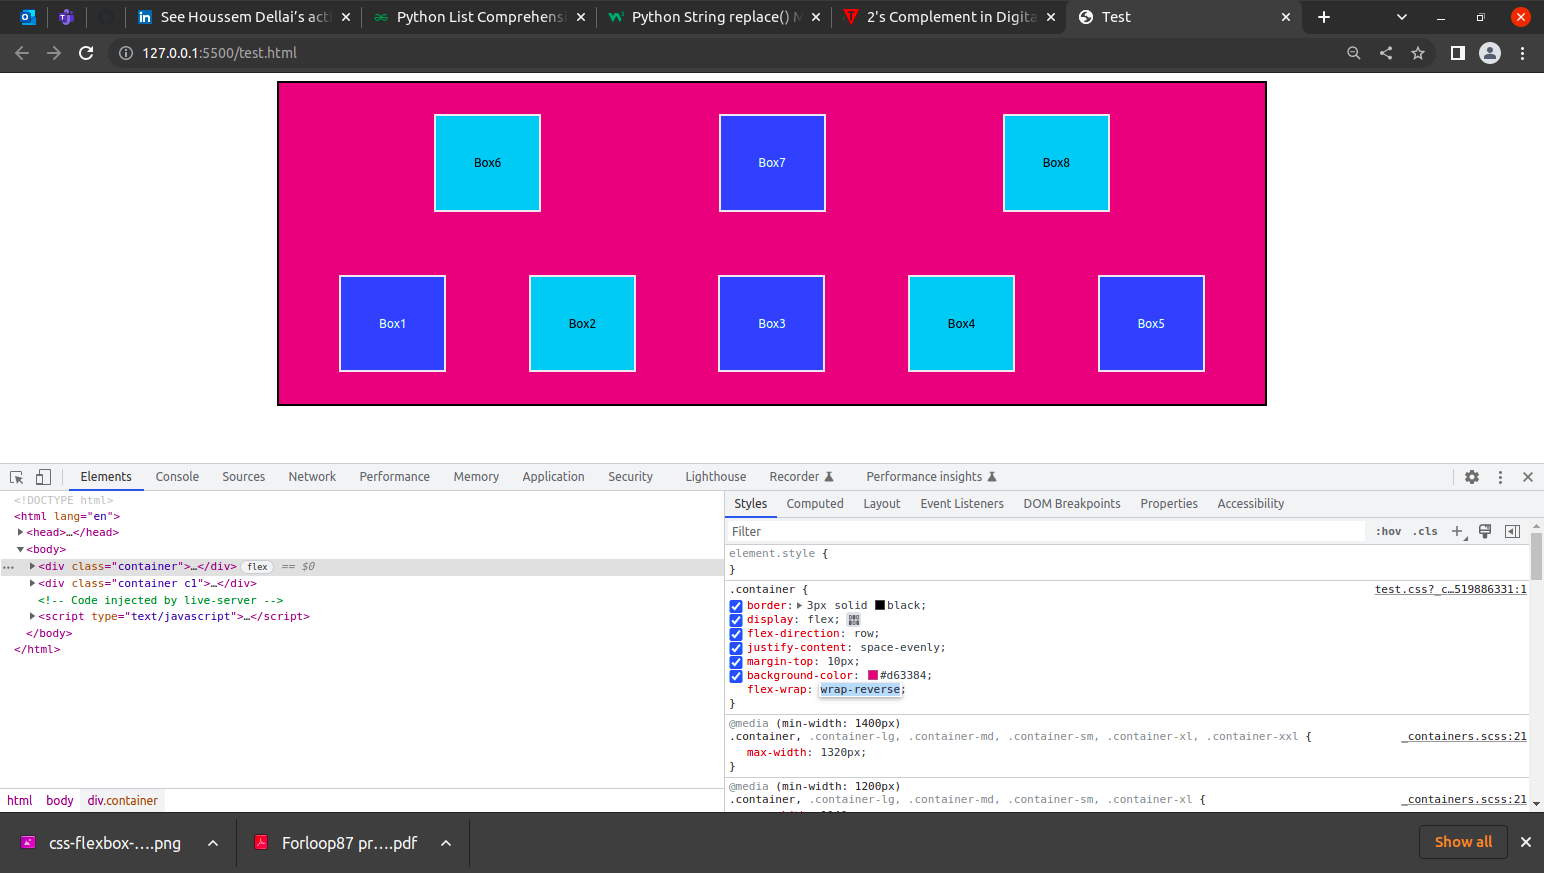 See Houssem Dellai's acti
Python List Comprehensi
Python String replace() M
2's Complement in Digita
Test
127.0.0.1:5500/test.html
Box6
Box7
Box8
Box1
Box2
Box3
Box4
Box5
Elements
Console
Sources
Network
Performance
Memory
Application
Security
Lighthouse
Recorder
Performance insights
<!DOCTYPE html>
<html lang="en">
<head>…</head>
<body>
<div class="container">…</div> flex == $0
<div class="container c1">…</div>
<!-- Code injected by live-server -->
<script type="text/javascript">…</script>
</body>
</html>
html body div.container
Styles
Computed
Layout
Event Listeners
DOM Breakpoints
Properties
Accessibility
Filter
:hov .cls
element.style {
}
.container { test.css?_c…519886331:1
border: 3px solid black;
display: flex;
flex-direction: row;
justify-content: space-evenly;
margin-top: 10px;
background-color: #d63384;
flex-wrap: wrap-reverse;
}
@media (min-width: 1400px)
.container, .container-lg, .container-md, .container-sm, .container-xl, .container-xxl { _containers.scss:21
max-width: 1320px;
}
@media (min-width: 1200px)
.container, .container-lg, .container-md, .container-sm, .container-xl { _containers.scss:21
css-flexbox-....png
Forloop87 pr....pdf
Show all